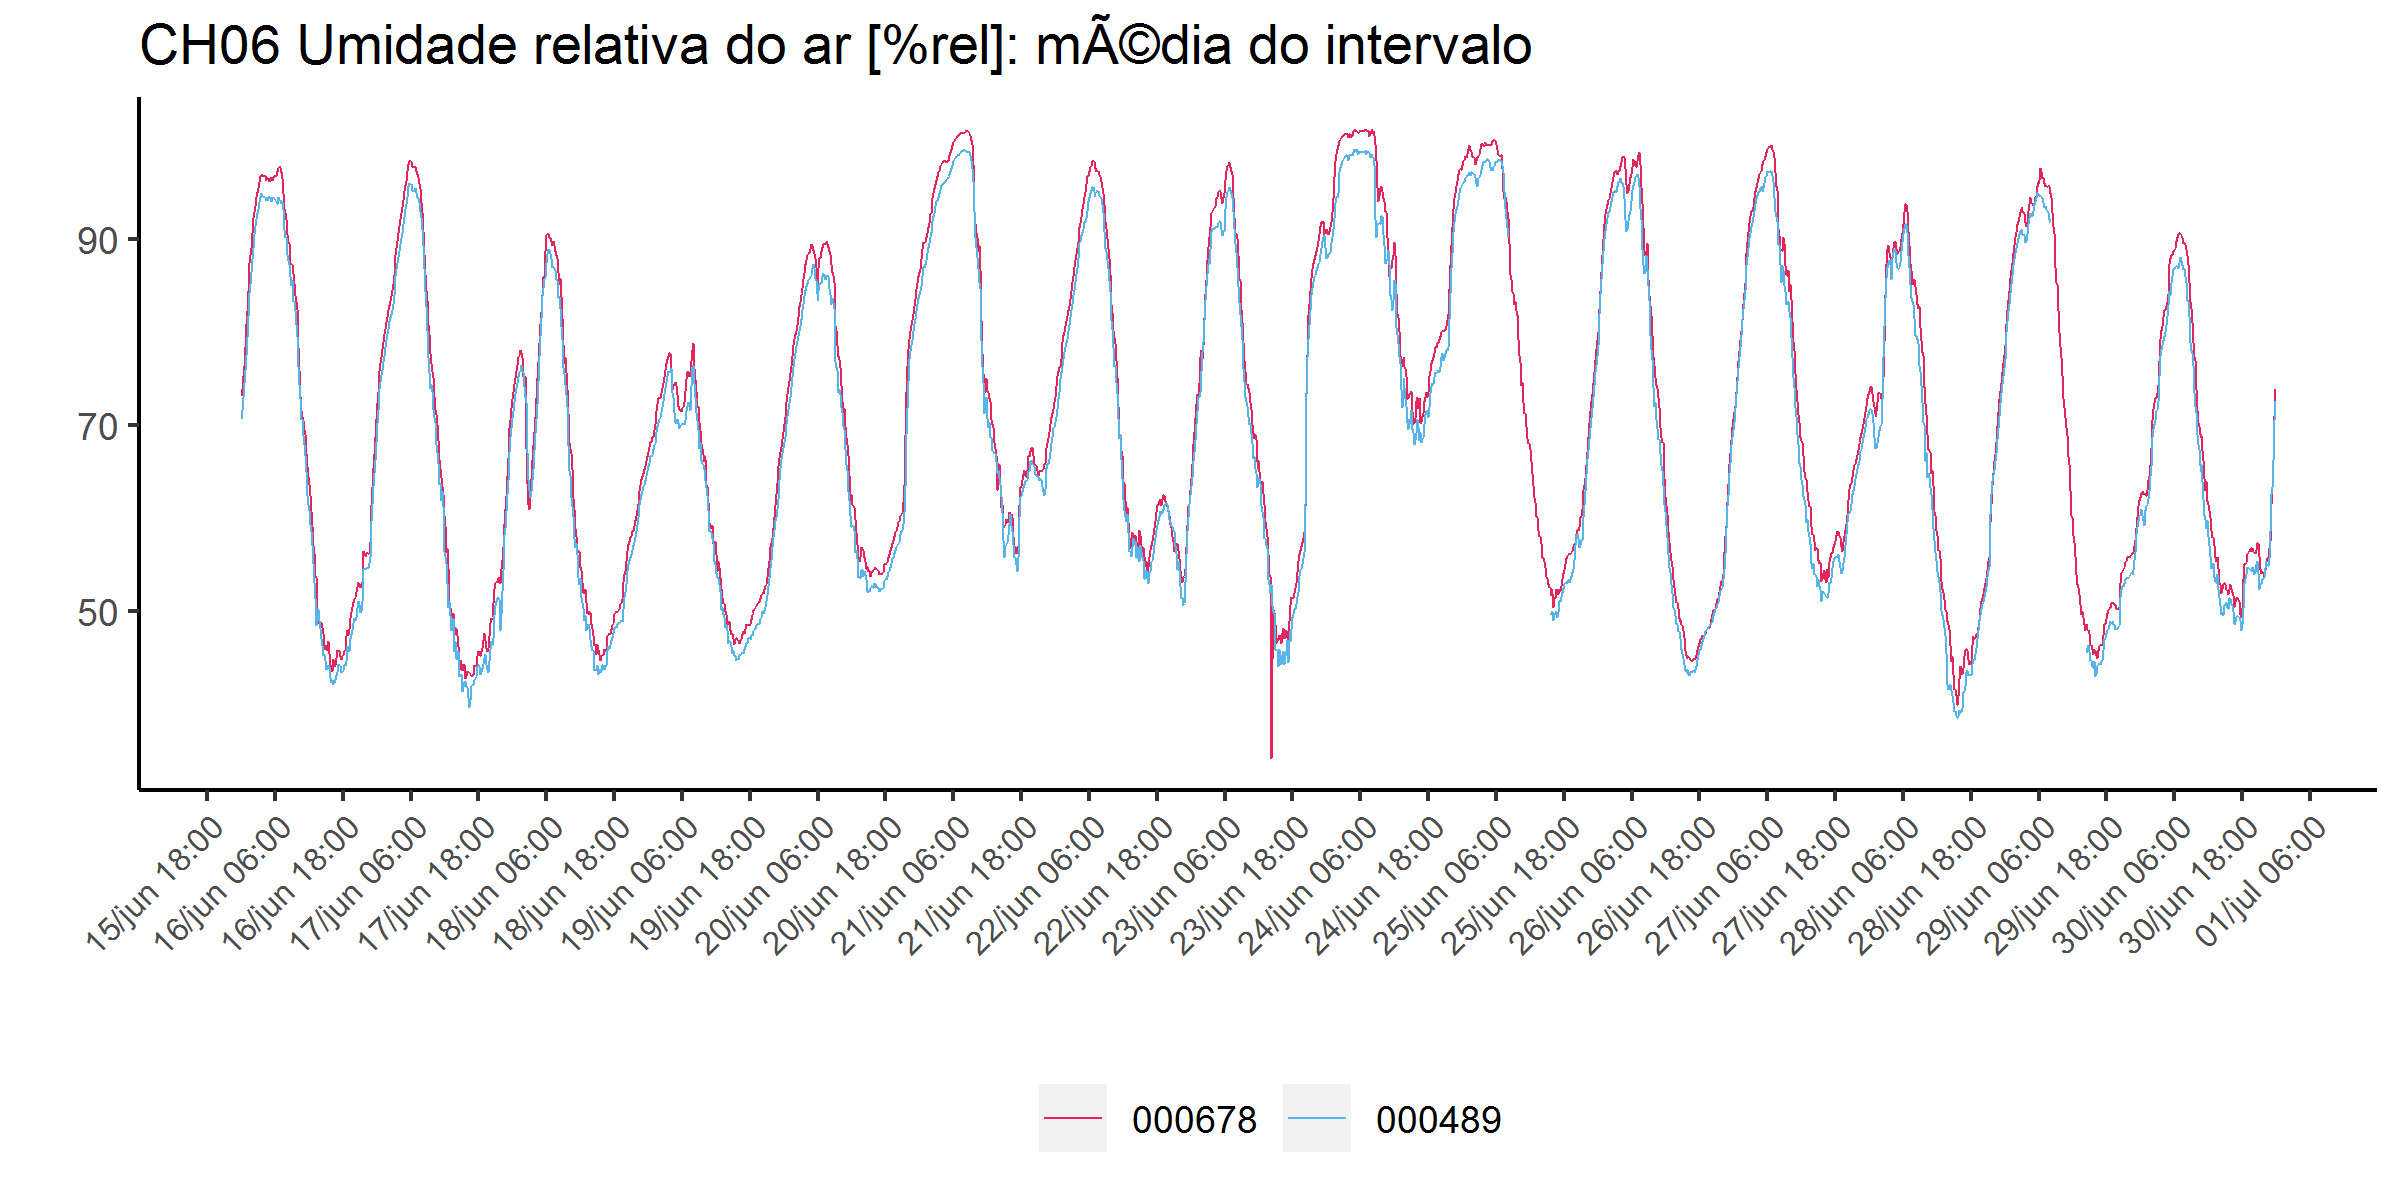 CH06 Umidade relativa do ar [%rel]: mÃ©dia do intervalo
90
70
50
15/jun 18:00
16/jun 06:00
16/jun 18:00
17/jun 06:00
17/jun 18:00
18/jun 06:00
18/jun 18:00
19/jun 06:00
19/jun 18:00
20/jun 06:00
20/jun 18:00
21/jun 06:00
21/jun 18:00
22/jun 06:00
22/jun 18:00
23/jun 06:00
23/jun 18:00
24/jun 06:00
24/jun 18:00
25/jun 06:00
25/jun 18:00
26/jun 06:00
26/jun 18:00
27/jun 06:00
27/jun 18:00
28/jun 06:00
28/jun 18:00
29/jun 06:00
29/jun 18:00
30/jun 06:00
30/jun 18:00
01/jul 06:00
000678 000489